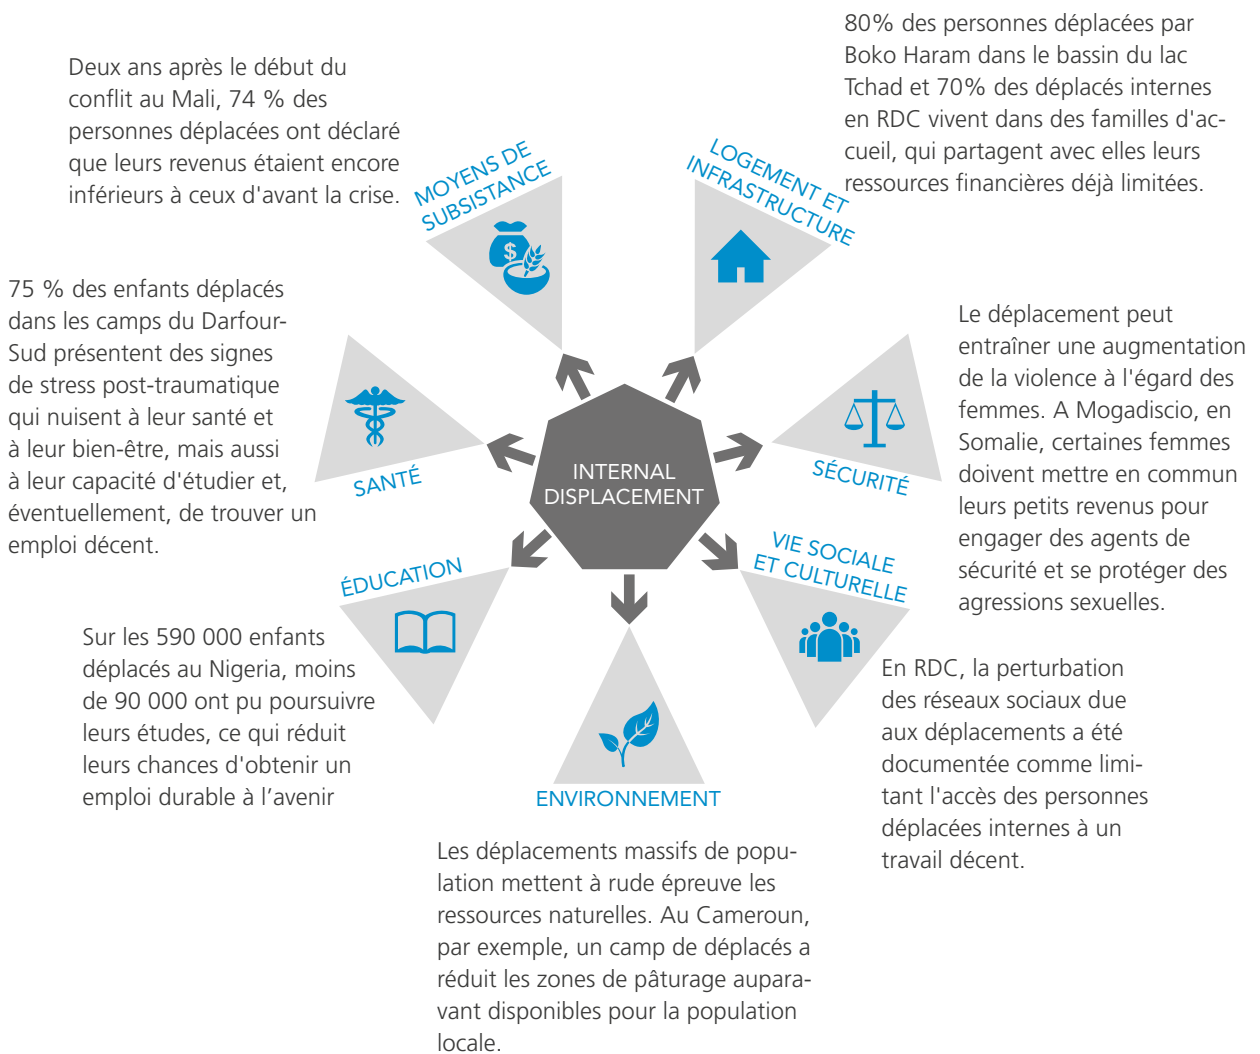 Deux ans après le début du
conflit au Mali, 74 % des
personnes déplacées ont déclaré
que leurs revenus étaient encore
inférieurs à ceux d'avant la crise.
MOYENS DE
SUBSISTANCE
$
80% des personnes déplacées par
Boko Haram dans le bassin du lac
Tchad et 70% des déplacés internes
en RDC vivent dans des familles d'ac-
cueil, qui partagent avec elles leurs
ressources financières déjà limitées.
LOGEMENT ET
INFRASTRUCTURE
75 % des enfants déplacés
dans les camps du Darfour-
Sud présentent des signes
de stress post-traumatique
qui nuisent à leur santé et
à leur bien-être, mais aussi
à leur capacité d'étudier et,
éventuellement, de trouver un
emploi décent.
SANTÉ
INTERNAL
DISPLACEMENT
Le déplacement peut
entraîner une augmentation
de la violence à l'égard des
femmes. A Mogadiscio, en
Somalie, certaines femmes
doivent mettre en commun
leurs petits revenus pour
engager des agents de
sécurité et se protéger des
agressions sexuelles.
SÉCURITÉ
ÉDUCATION
Sur les 590 000 enfants
déplacés au Nigeria, moins
de 90 000 ont pu poursuivre
leurs études, ce qui réduit
leurs chances d'obtenir un
emploi durable à l’avenir
VIE SOCIALE
ET CULTURELLE
En RDC, la perturbation
des réseaux sociaux due
aux déplacements a été
documentée comme limi-
tant l'accès des personnes
déplacées internes à un
travail décent.
ENVIRONNEMENT
Les déplacements massifs de popu-
lation mettent à rude épreuve les
ressources naturelles. Au Cameroun,
par exemple, un camp de déplacés a
réduit les zones de pâturage aupara-
vant disponibles pour la population
locale.